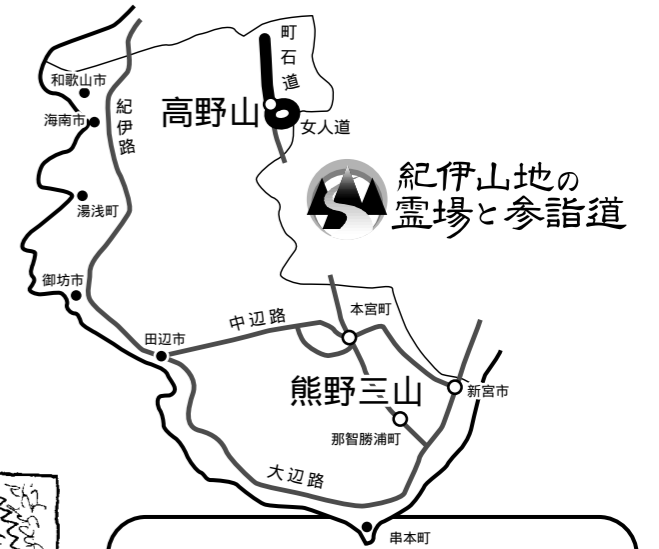 町石道
和歌山市
高野山
紀伊路
海南市
女人道
紀伊山地の
霊場と参詣道
湯浅町
御坊市
本宮町
中辺路
田辺市
熊野三山
新宮市
那智勝浦町
大辺路
串本町